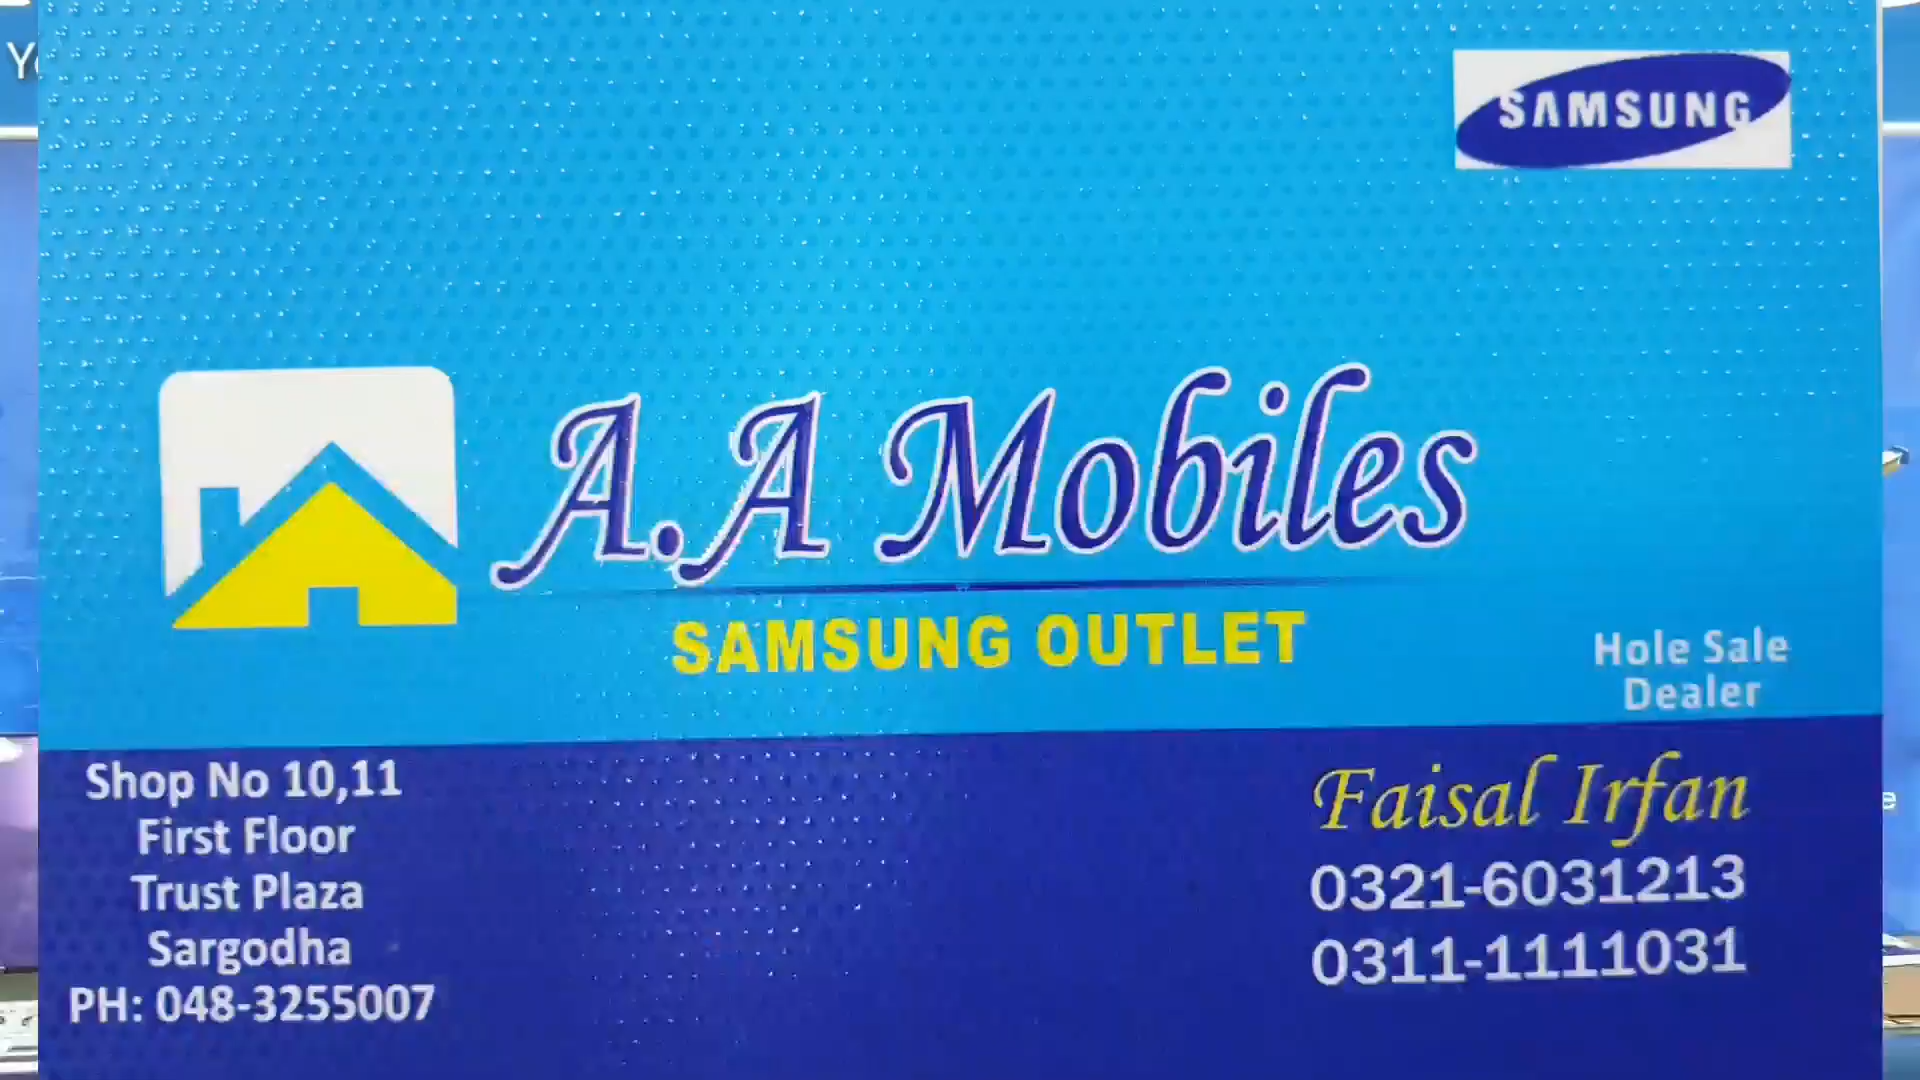 SAMSUNG
A.A Mobiles
SAMSUNG OUTLET
Hole Sale
Dealer
Shop No 10,11
First Floor
Trust Plaza
Sargodha
PH: 048-3255007
Faisal Irfan
0321-6031213
0311-1111031